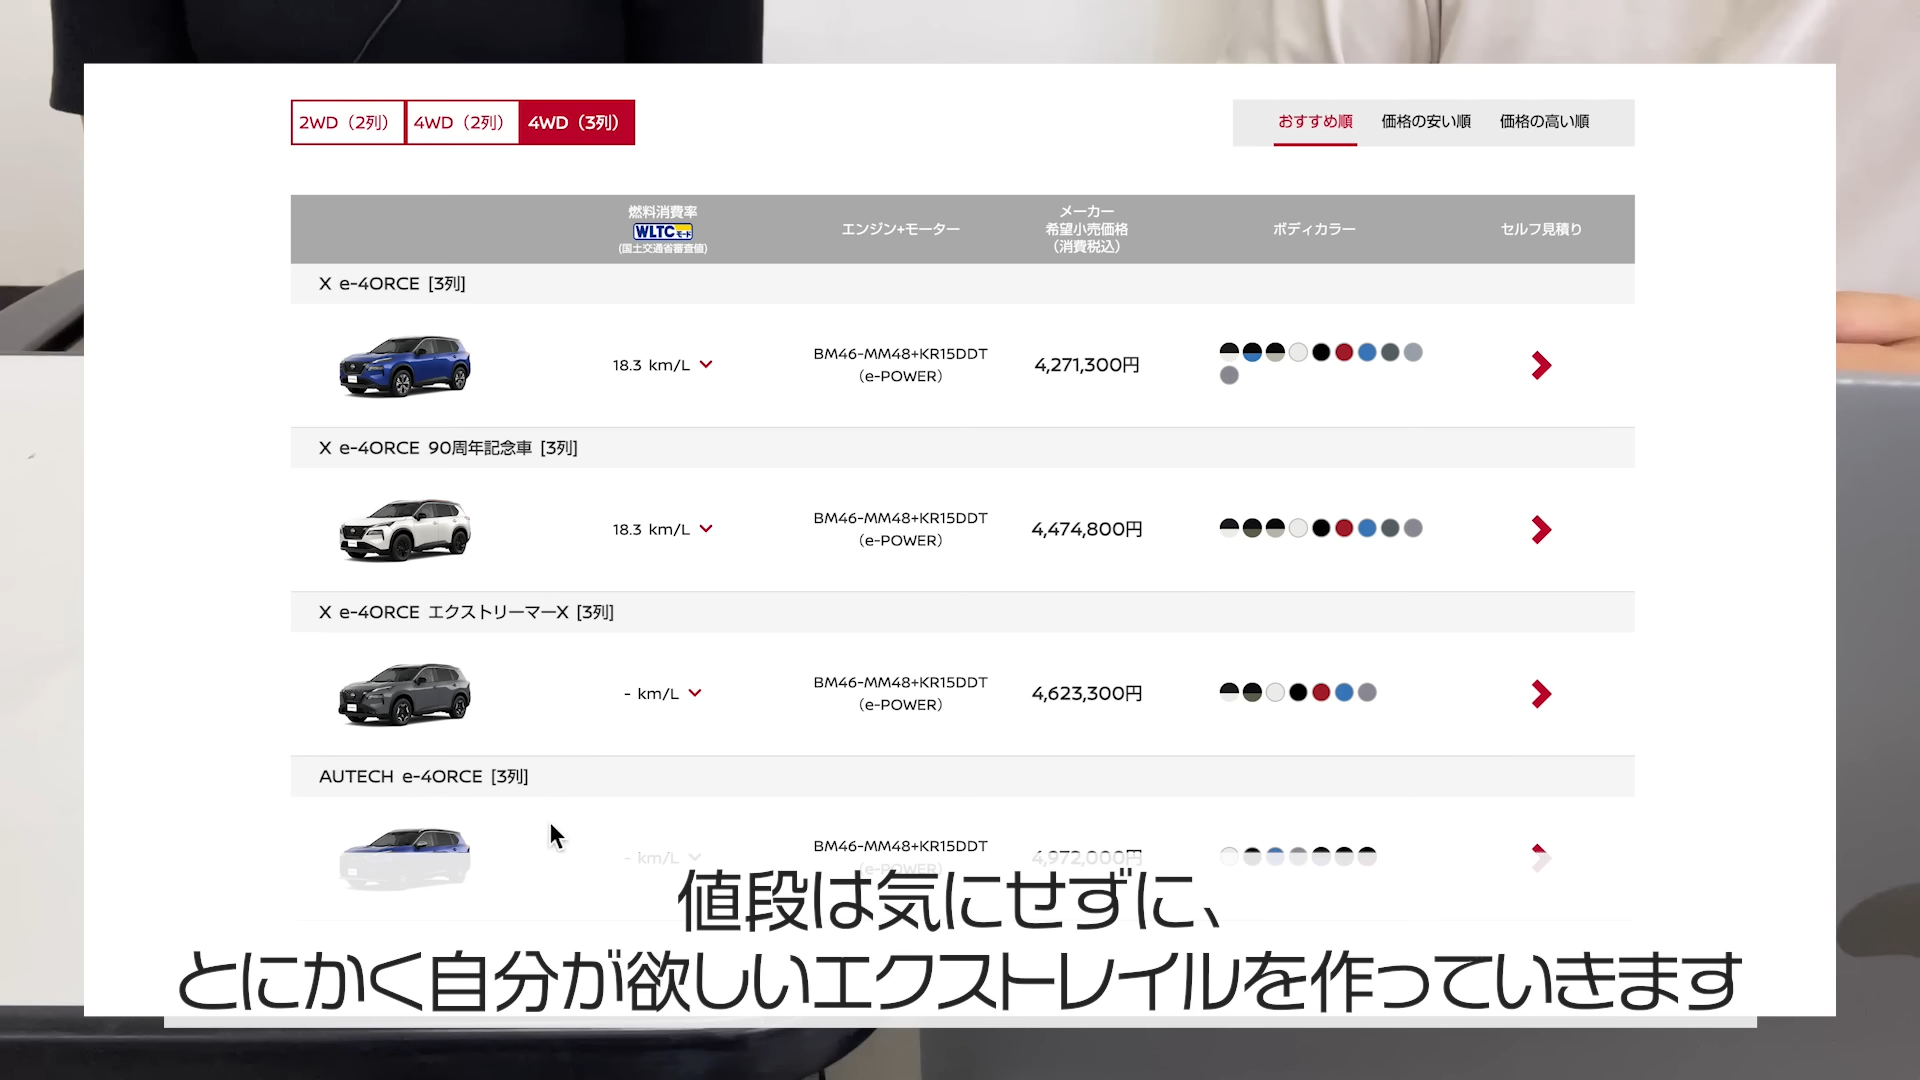 2WD（2列） 4WD（2列） 4WD（3列）
おすすめ順 価格の安い順 価格の高い順
燃料消費率
WLTCモード
(国土交通省審査値)
エンジン+モーター
メーカー
希望小売価格
（消費税込）
ボディカラー
セルフ見積り
X e-4ORCE [3列]
18.3 km/L
BM46-MM48+KR15DDT
（e-POWER）
4,271,300円
X e-4ORCE 90周年記念車 [3列]
18.3 km/L
BM46-MM48+KR15DDT
（e-POWER）
4,474,800円
X e-4ORCE エクストリーマーX [3列]
- km/L
BM46-MM48+KR15DDT
（e-POWER）
4,623,300円
AUTECH e-4ORCE [3列]
- km/L
BM46-MM48+KR15DDT
（e-POWER）
4,972,000円
値段は気にせずに、
とにかく自分が欲しいエクストレイルを作っていきます